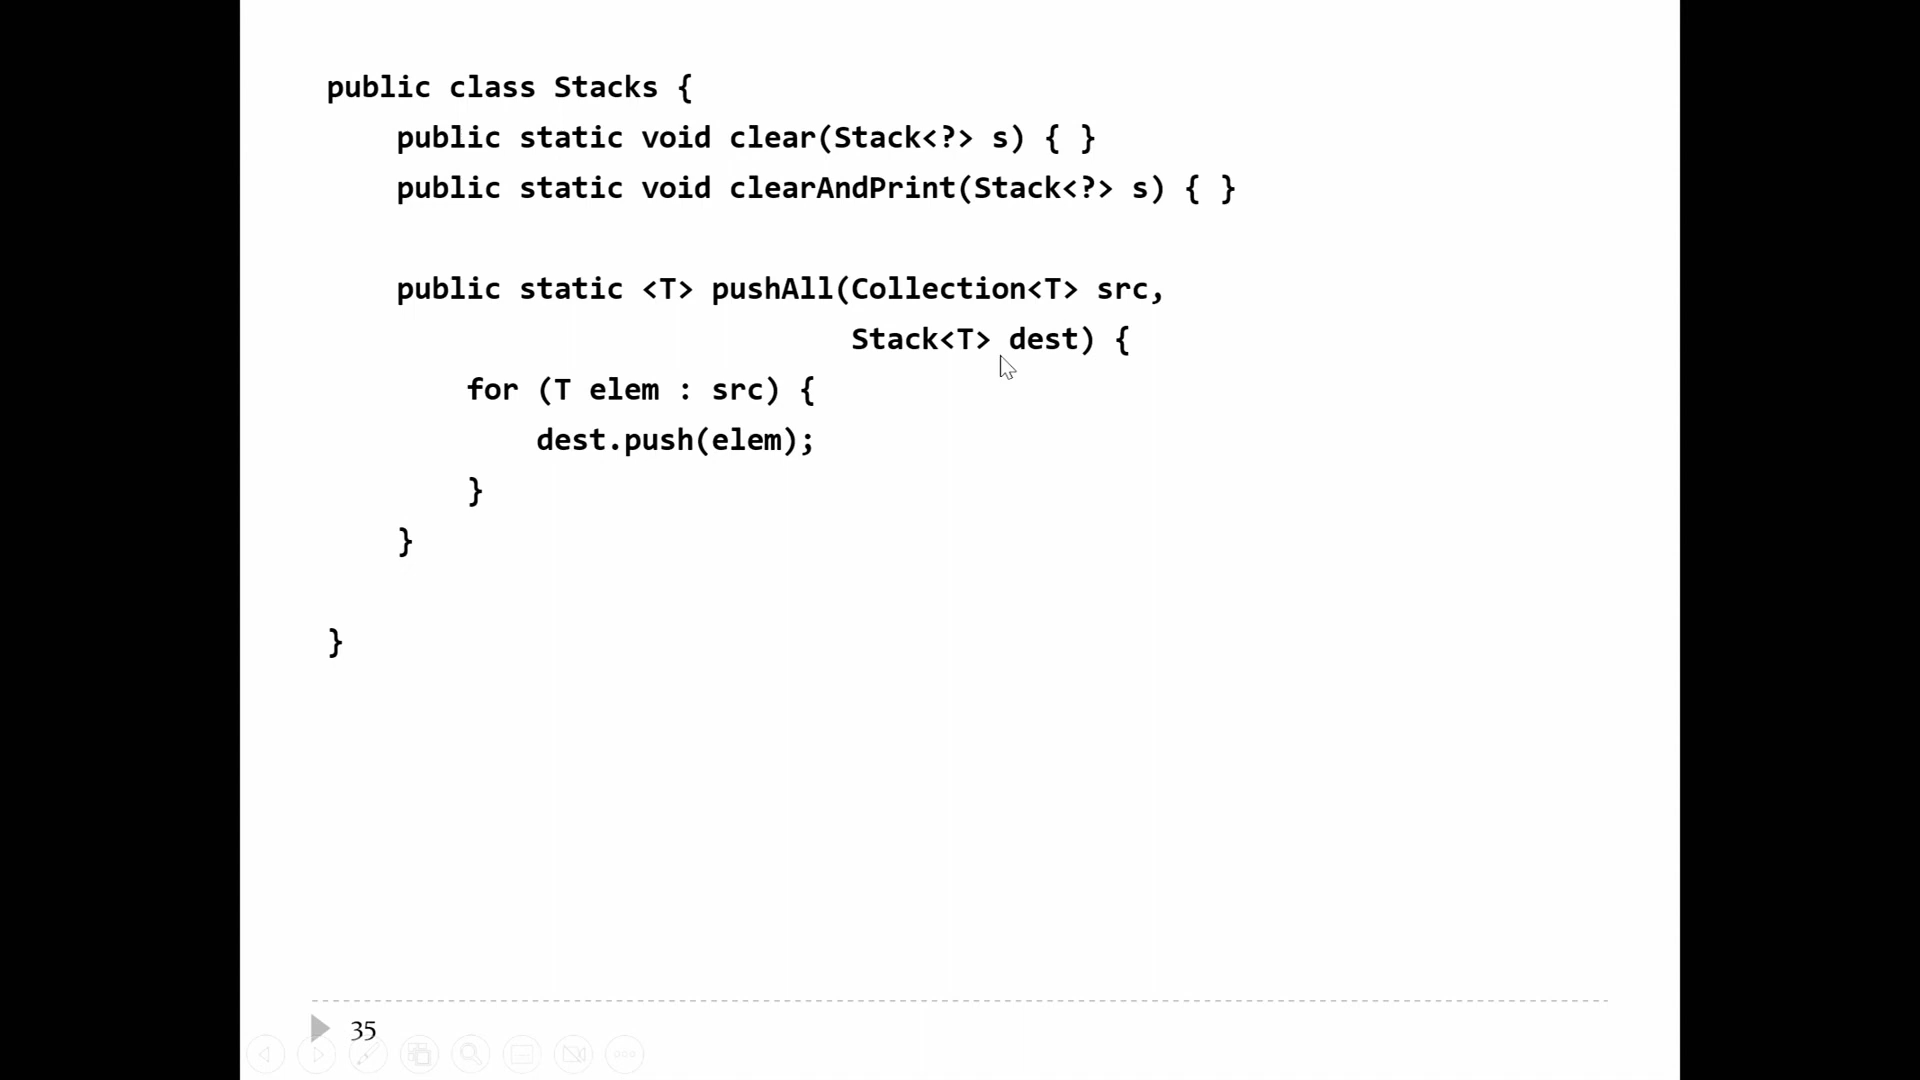 public class Stacks {
    public static void clear(Stack<?> s) { }
    public static void clearAndPrint(Stack<?> s) { }
    public static <T> pushAll(Collection<T> src,
                              Stack<T> dest) {
        for (T elem : src) {
            dest.push(elem);
        }
    }
}
35